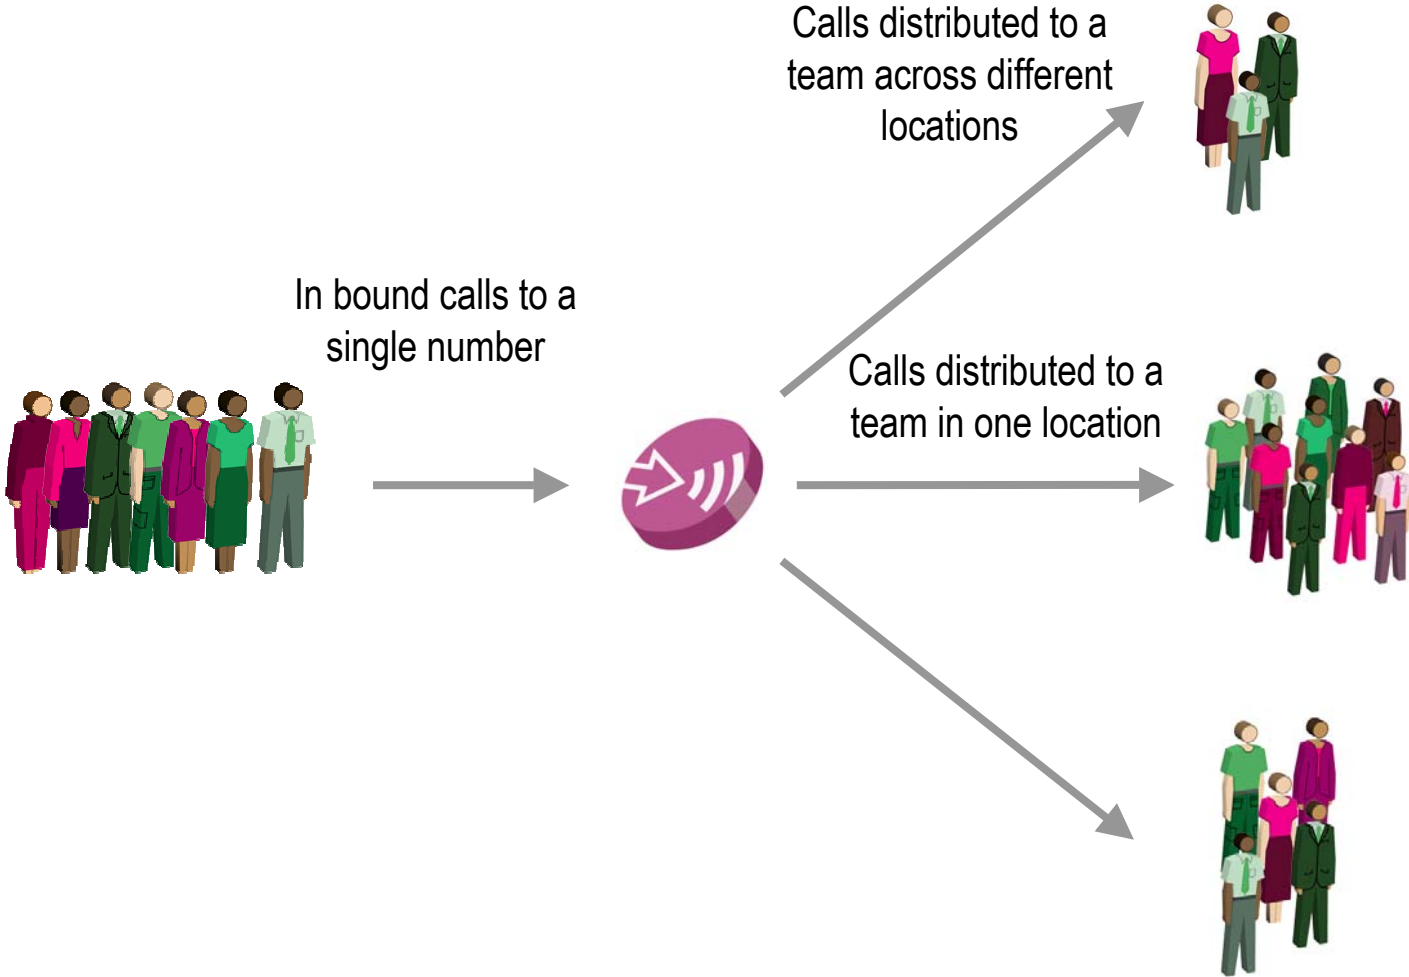 Calls distributed to a
team across different
locations
In bound calls to a
single number
Calls distributed to a
team in one location